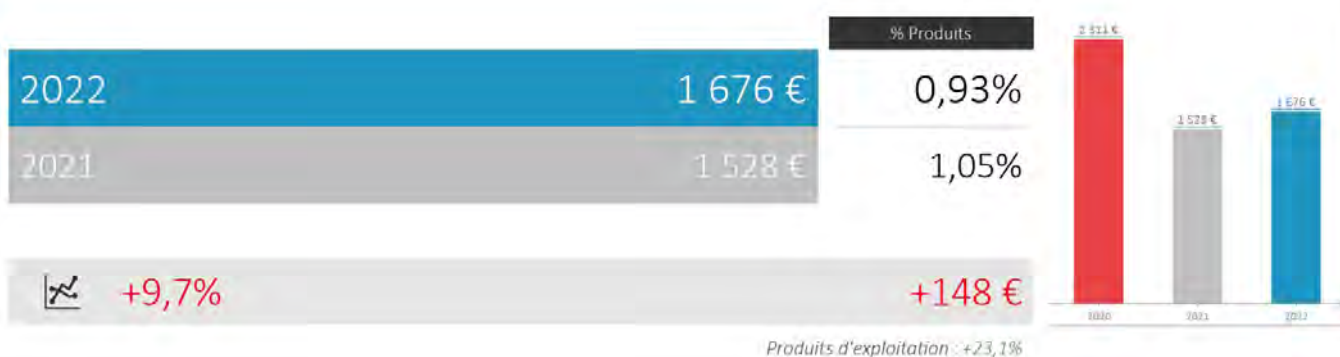 % Produits
2022 1 676 € 0,93%
2021 1 528 € 1,05%
+9,7% +148 €
Produits d'exploitation : +23,1%
2 311 €
1 528 €
1 676 €
2020 2021 2022